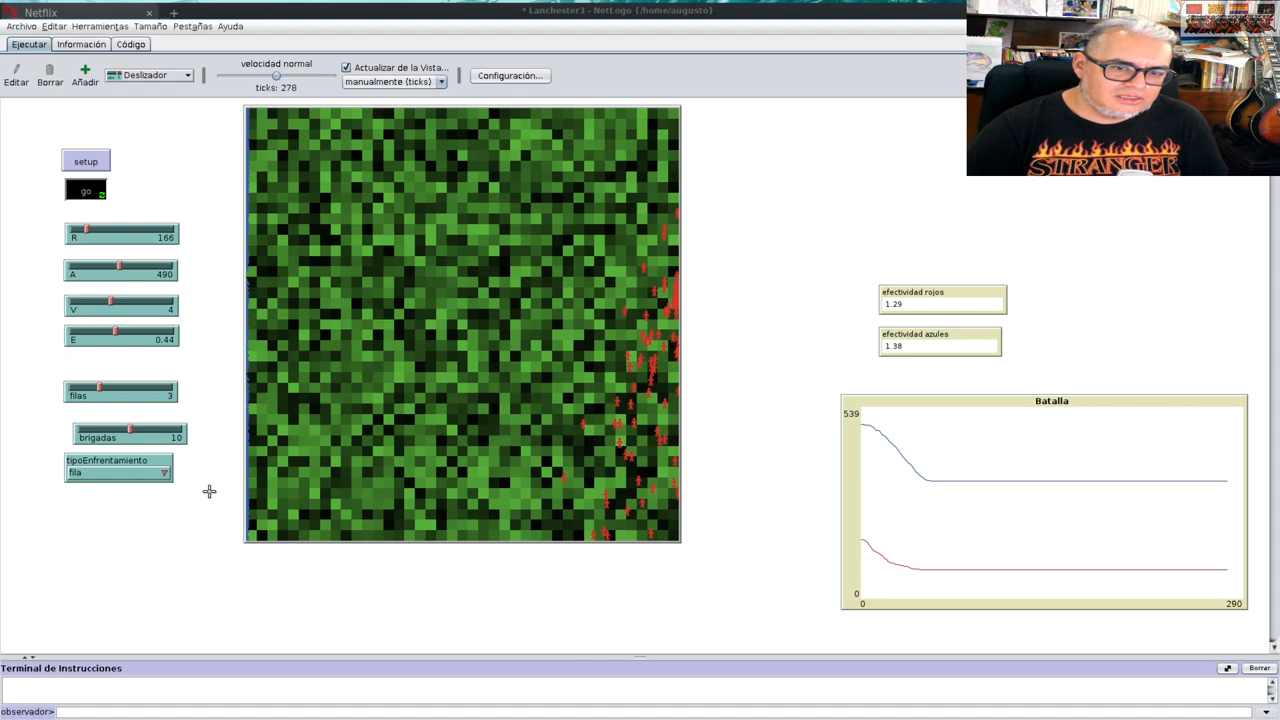 Netflix
* Lanchester3 - NetLogo {/home/augusto}
Archivo Editar Herramientas Tamaño Pestañas Ayuda
Ejecutar Información Código
Editar Borrar Añadir
Deslizador
velocidad normal
ticks: 278
Actualizar de la Vista...
manualmente (ticks)
Configuración...
setup
go
R 166
A 490
V 4
E 0.44
filas 3
brigadas 10
tipoEnfrentamiento
fila
efectividad rojos
1.29
efectividad azules
1.38
Batalla
539
0
0 290
STRANGER
Terminal de Instrucciones
Borrar
observador>